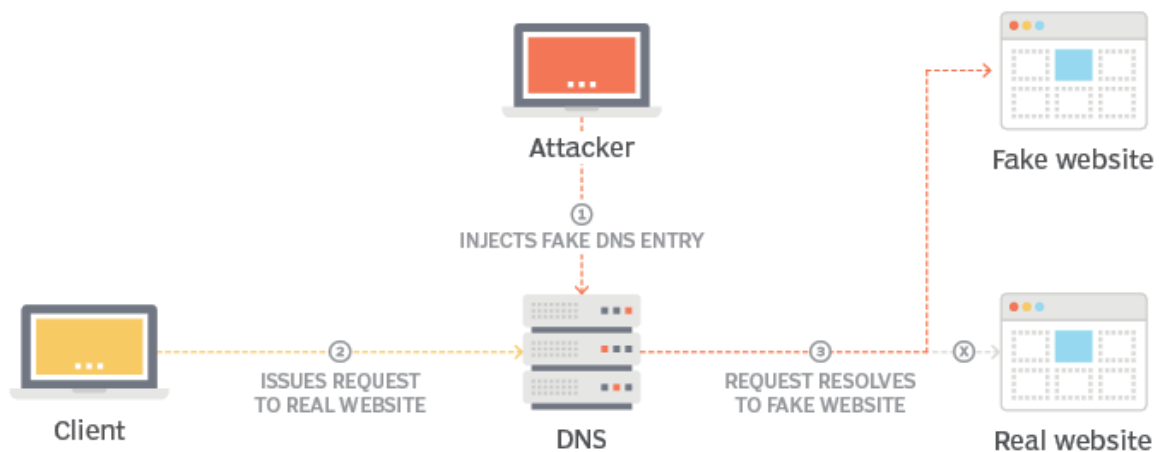 Attacker
Fake website
1
INJECTS FAKE DNS ENTRY
2
3
X
ISSUES REQUEST
TO REAL WEBSITE
REQUEST RESOLVES
TO FAKE WEBSITE
Client
DNS
Real website